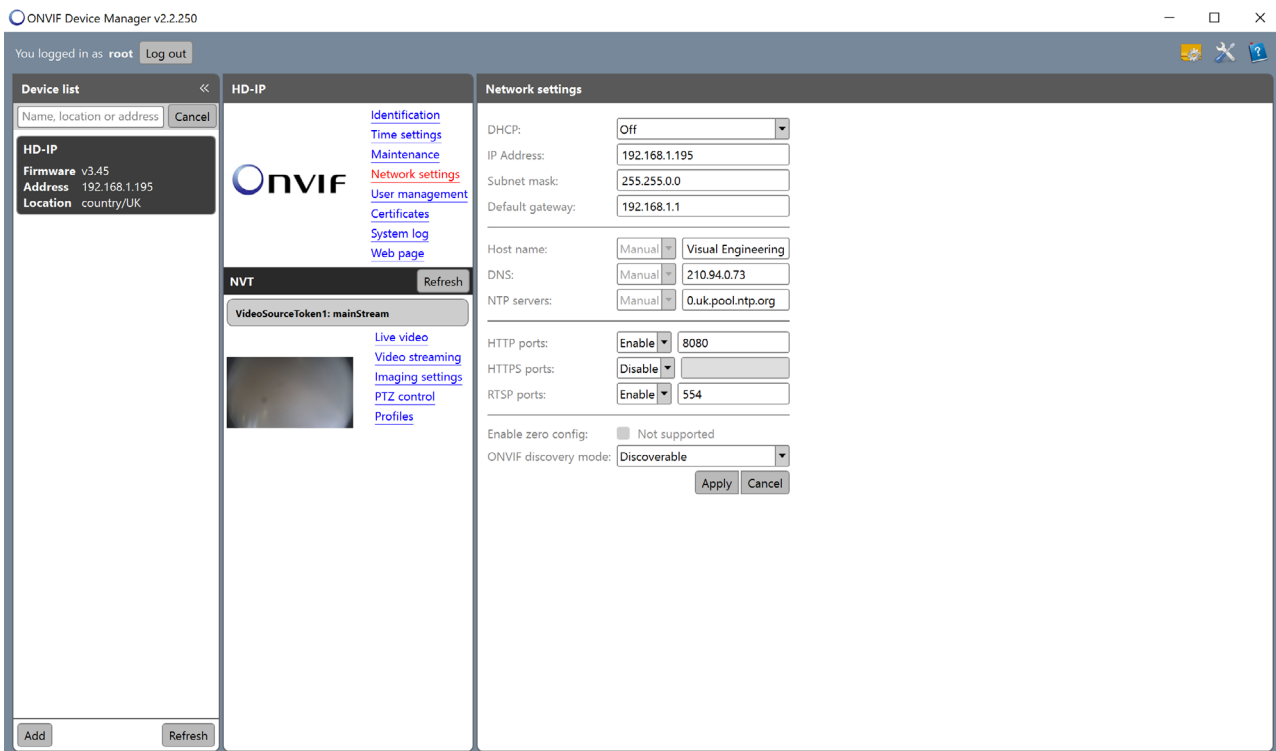 ONVIF Device Manager v2.2.250
You logged in as root Log out
Device list
Name, location or address Cancel
HD-IP
Firmware v3.45
Address 192.168.1.195
Location country/UK
Add Refresh
HD-IP
ONVIF
Identification
Time settings
Maintenance
Network settings
User management
Certificates
System log
Web page
NVT Refresh
VideoSourceToken1: mainStream
Live video
Video streaming
Imaging settings
PTZ control
Profiles
Network settings
DHCP: Off
IP Address: 192.168.1.195
Subnet mask: 255.255.0.0
Default gateway: 192.168.1.1
Host name: Manual Visual Engineering
DNS: Manual 210.94.0.73
NTP servers: Manual 0.uk.pool.ntp.org
HTTP ports: Enable 8080
HTTPS ports: Disable
RTSP ports: Enable 554
Enable zero config: Not supported
ONVIF discovery mode: Discoverable
Apply Cancel